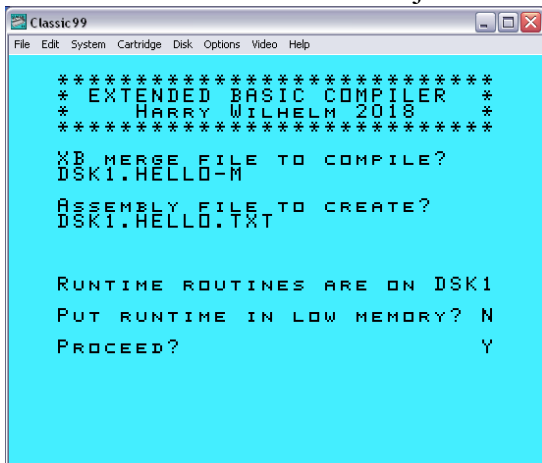 Classic99
File Edit System Cartridge Disk Options Video Help
****************************
* EXTENDED BASIC COMPILER *
* HARRY WILHELM 2018 *
****************************
XB MERGE FILE TO COMPILE?
DSK1.HELLO-M
ASSEMBLY FILE TO CREATE?
DSK1.HELLO.TXT
RUNTIME ROUTINES ARE ON DSK1
PUT RUNTIME IN LOW MEMORY? N
PROCEED? Y